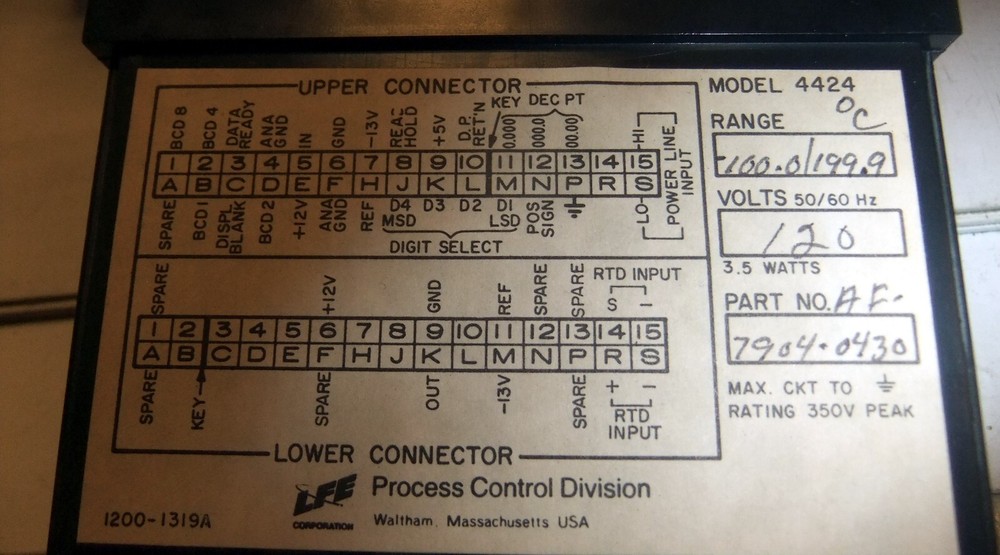 UPPER CONNECTOR
KEY DEC PT
BCD 8
BCD 4
DATA READY
ANA GND
IN
GND
-13V
READ HOLD
+5V
D.P. RET'N
0.000
000.0
00.00
HI
1 2 3 4 5 6 7 8 9 10 11 12 13 14 15
A B C D E F H J K L M N P R S
SPARE
BCD 1
DISPL BLANK
BCD 2
+12V
ANA GND
REF
D4 MSD
D3
D2
D1 LSD
DIGIT SELECT
POS SIGN
LO
POWER LINE INPUT
SPARE
+12V
GND
REF
SPARE
SPARE
RTD INPUT
S –
1 2 3 4 5 6 7 8 9 10 11 12 13 14 15
A B C D E F H J K L M N P R S
SPARE
KEY
SPARE
OUT
-13V
SPARE
+ –
RTD INPUT
LOWER CONNECTOR
MODEL 4424
°C
RANGE
-100.0/199.9
VOLTS 50/60 Hz
120
3.5 WATTS
PART NO. AF-
7904-0430
MAX. CKT TO ⏚
RATING 350V PEAK
LFE CORPORATION
Process Control Division
Waltham, Massachusetts USA
1200-1319A